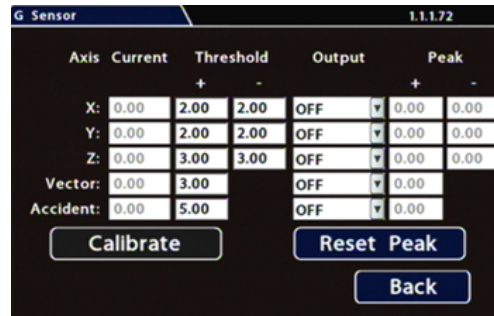 G Sensor 1.1.1.72
Axis Current Threshold Output Peak
+ - + -
X: 0.00 2.00 2.00 OFF 0.00 0.00
Y: 0.00 2.00 2.00 OFF 0.00 0.00
Z: 0.00 3.00 3.00 OFF 0.00 0.00
Vector: 0.00 3.00 OFF 0.00
Accident: 0.00 5.00 OFF 0.00
Calibrate Reset Peak
Back